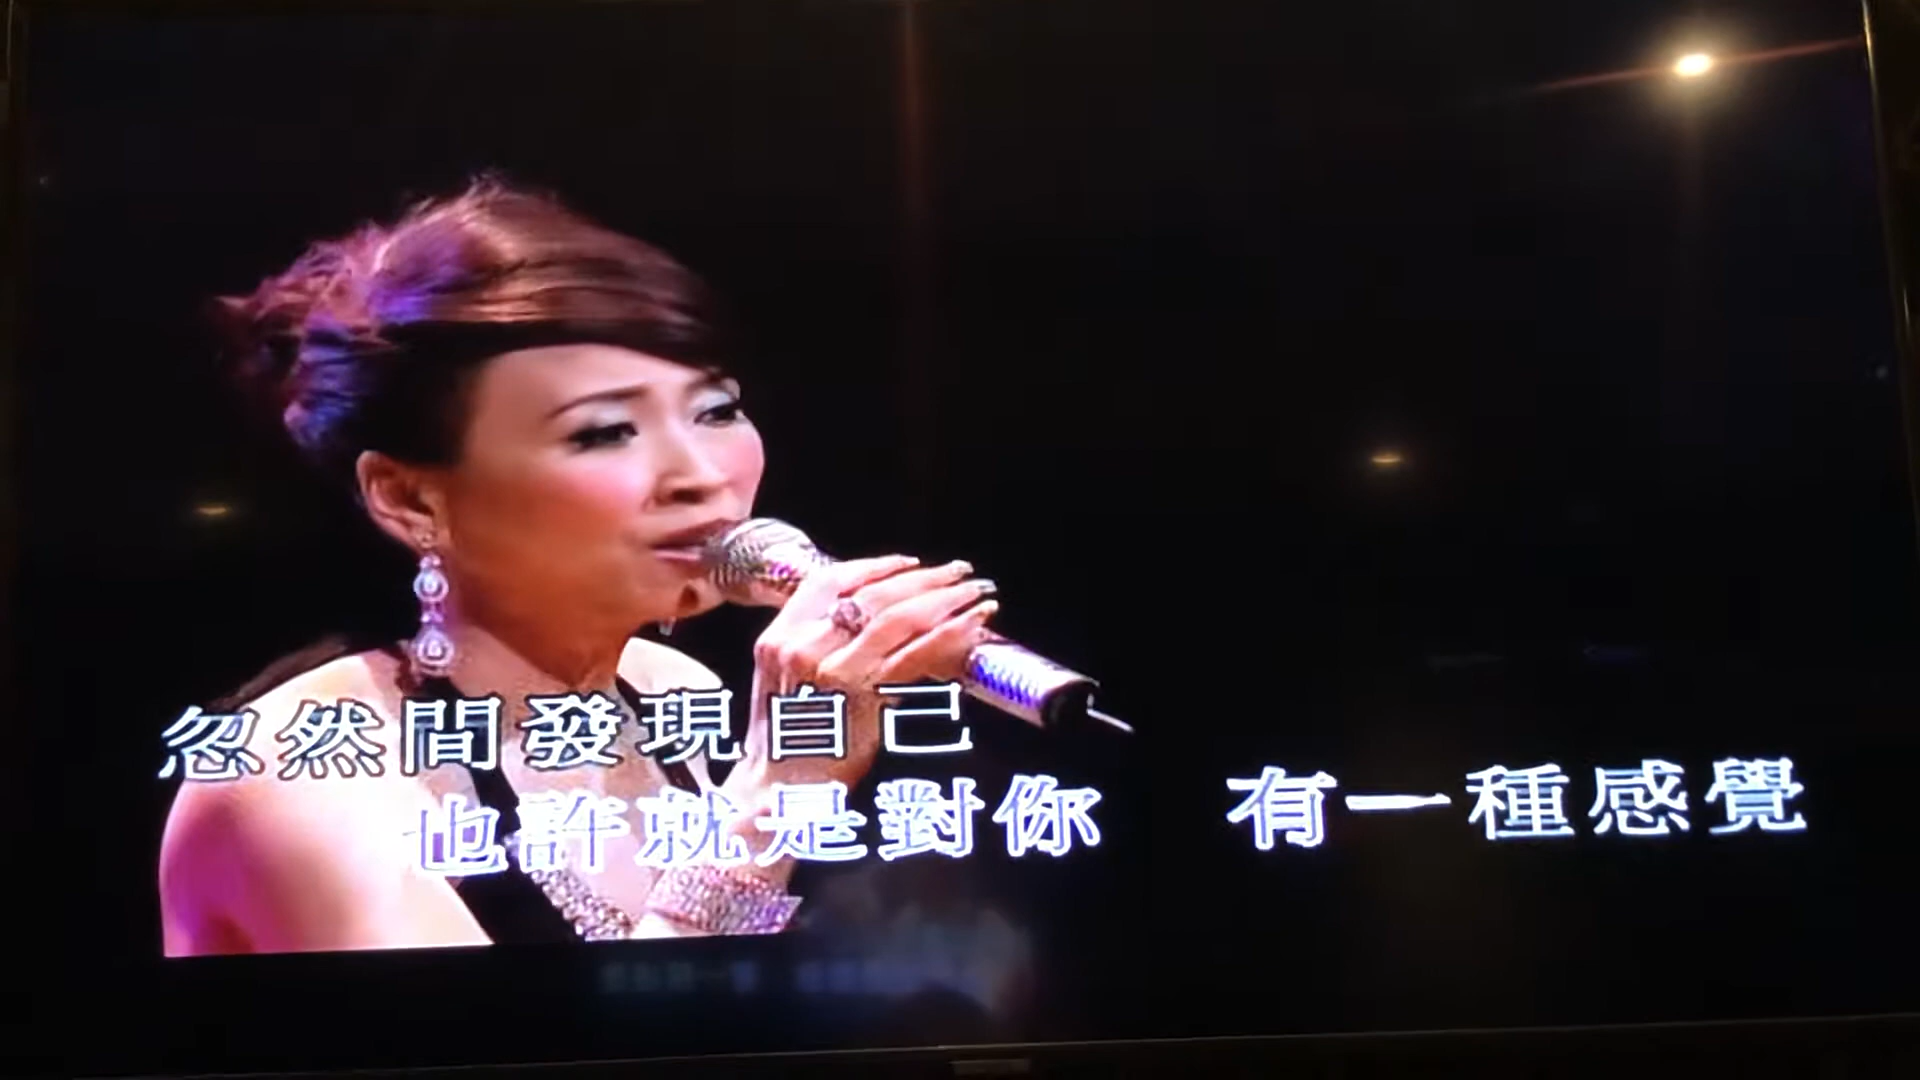 忽然間發現自己
也許就是對你 有一種感覺